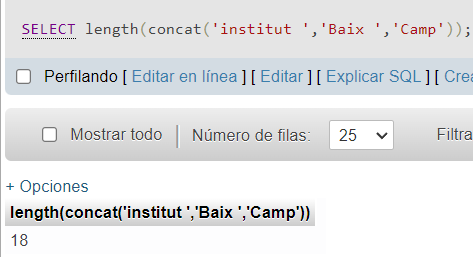 SELECT length(concat('institut ','Baix ','Camp'));
Perfilando [ Editar en línea ] [ Editar ] [ Explicar SQL ] [ Crea
Mostrar todo | Número de filas: 25 Filtra
+ Opciones
length(concat('institut ','Baix ','Camp'))
18